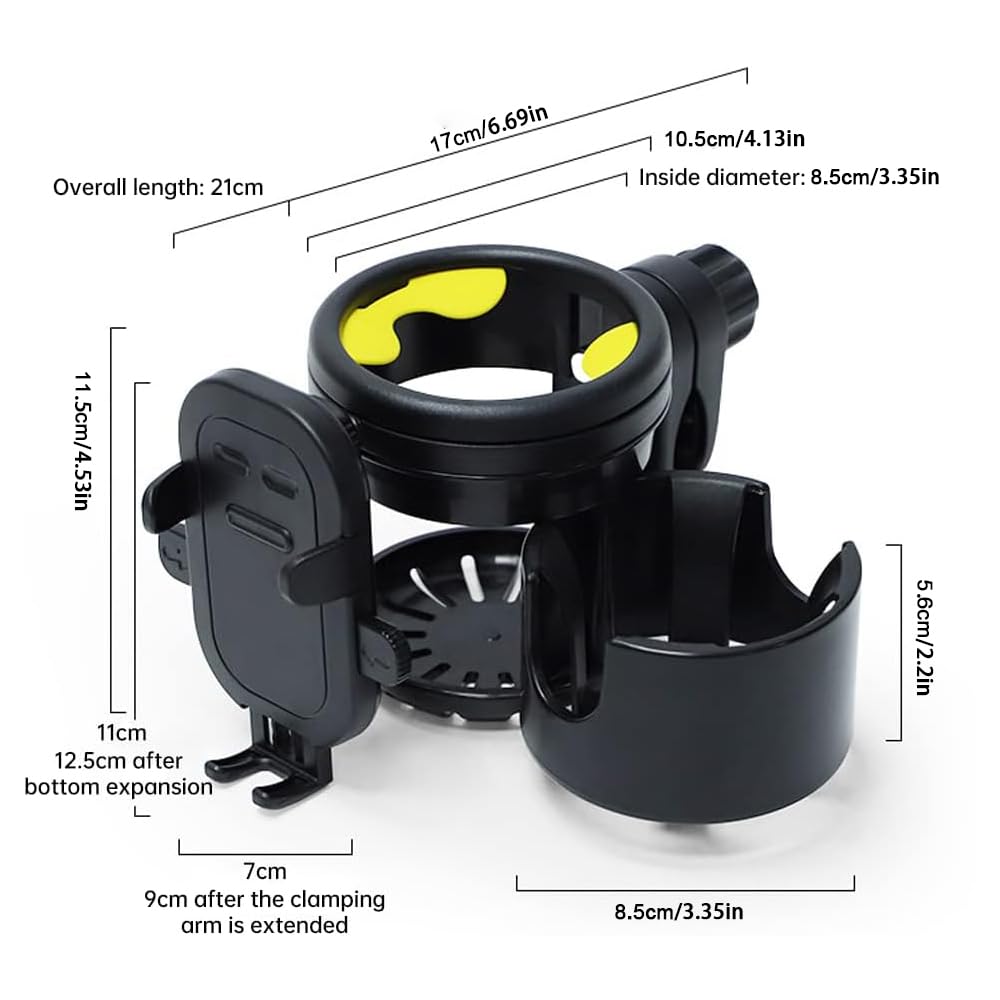 17cm/6.69in
10.5cm/4.13in
Overall length: 21cm
Inside diameter: 8.5cm/3.35in
11.5cm/4.53in
5.6cm/2.2in
11cm
12.5cm after
bottom expansion
7cm
9cm after the clamping
arm is extended
8.5cm/3.35in